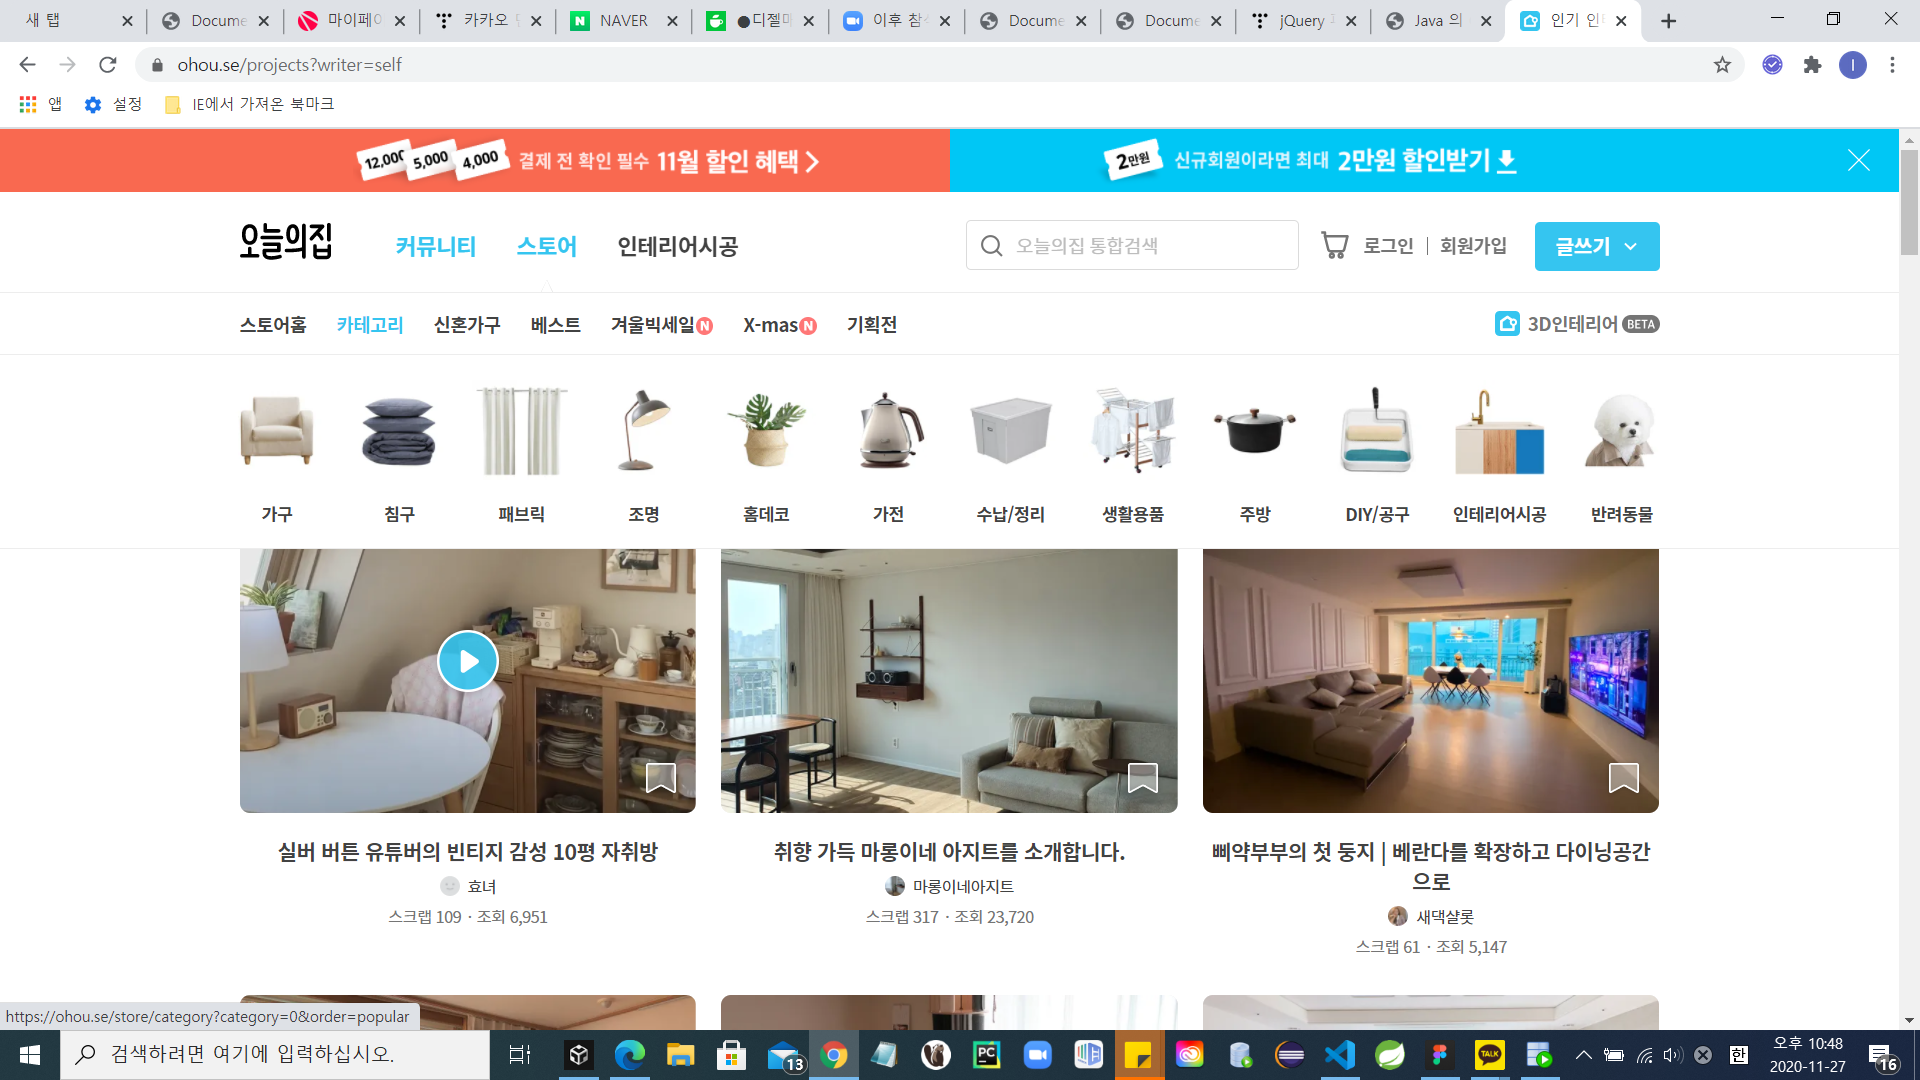 새 탭
Docume
마이페이
카카오
NAVER
●디젤매
이후 참석
Docume
Docume
jQuery
Java 의
인기 인
ohou.se/projects?writer=self
I
앱
설정
IE에서 가져온 북마크
12,000 5,000 4,000 결제 전 확인 필수 11월 할인 혜택
2만원 신규회원이라면 최대 2만원 할인받기
오늘의집 커뮤니티 스토어 인테리어시공 오늘의집 통합검색 로그인 | 회원가입 글쓰기
스토어홈 카테고리 신혼가구 베스트 겨울빅세일 N X-mas N 기획전 3D인테리어 BETA
가구 침구 패브릭 조명 홈데코 가전 수납/정리 생활용품 주방 DIY/공구 인테리어시공 반려동물
실버 버튼 유튜버의 빈티지 감성 10평 자취방
효녀
스크랩 109 · 조회 6,951
취향 가득 마롱이네 아지트를 소개합니다.
마롱이네아지트
스크랩 317 · 조회 23,720
삐약부부의 첫 둥지 | 베란다를 확장하고 다이닝공간
으로
새댁샬롯
스크랩 61 · 조회 5,147
https://ohou.se/store/category?category=0&order=popular
검색하려면 여기에 입력하십시오.
13
PC
TALK
한
오후 10:48
2020-11-27
16